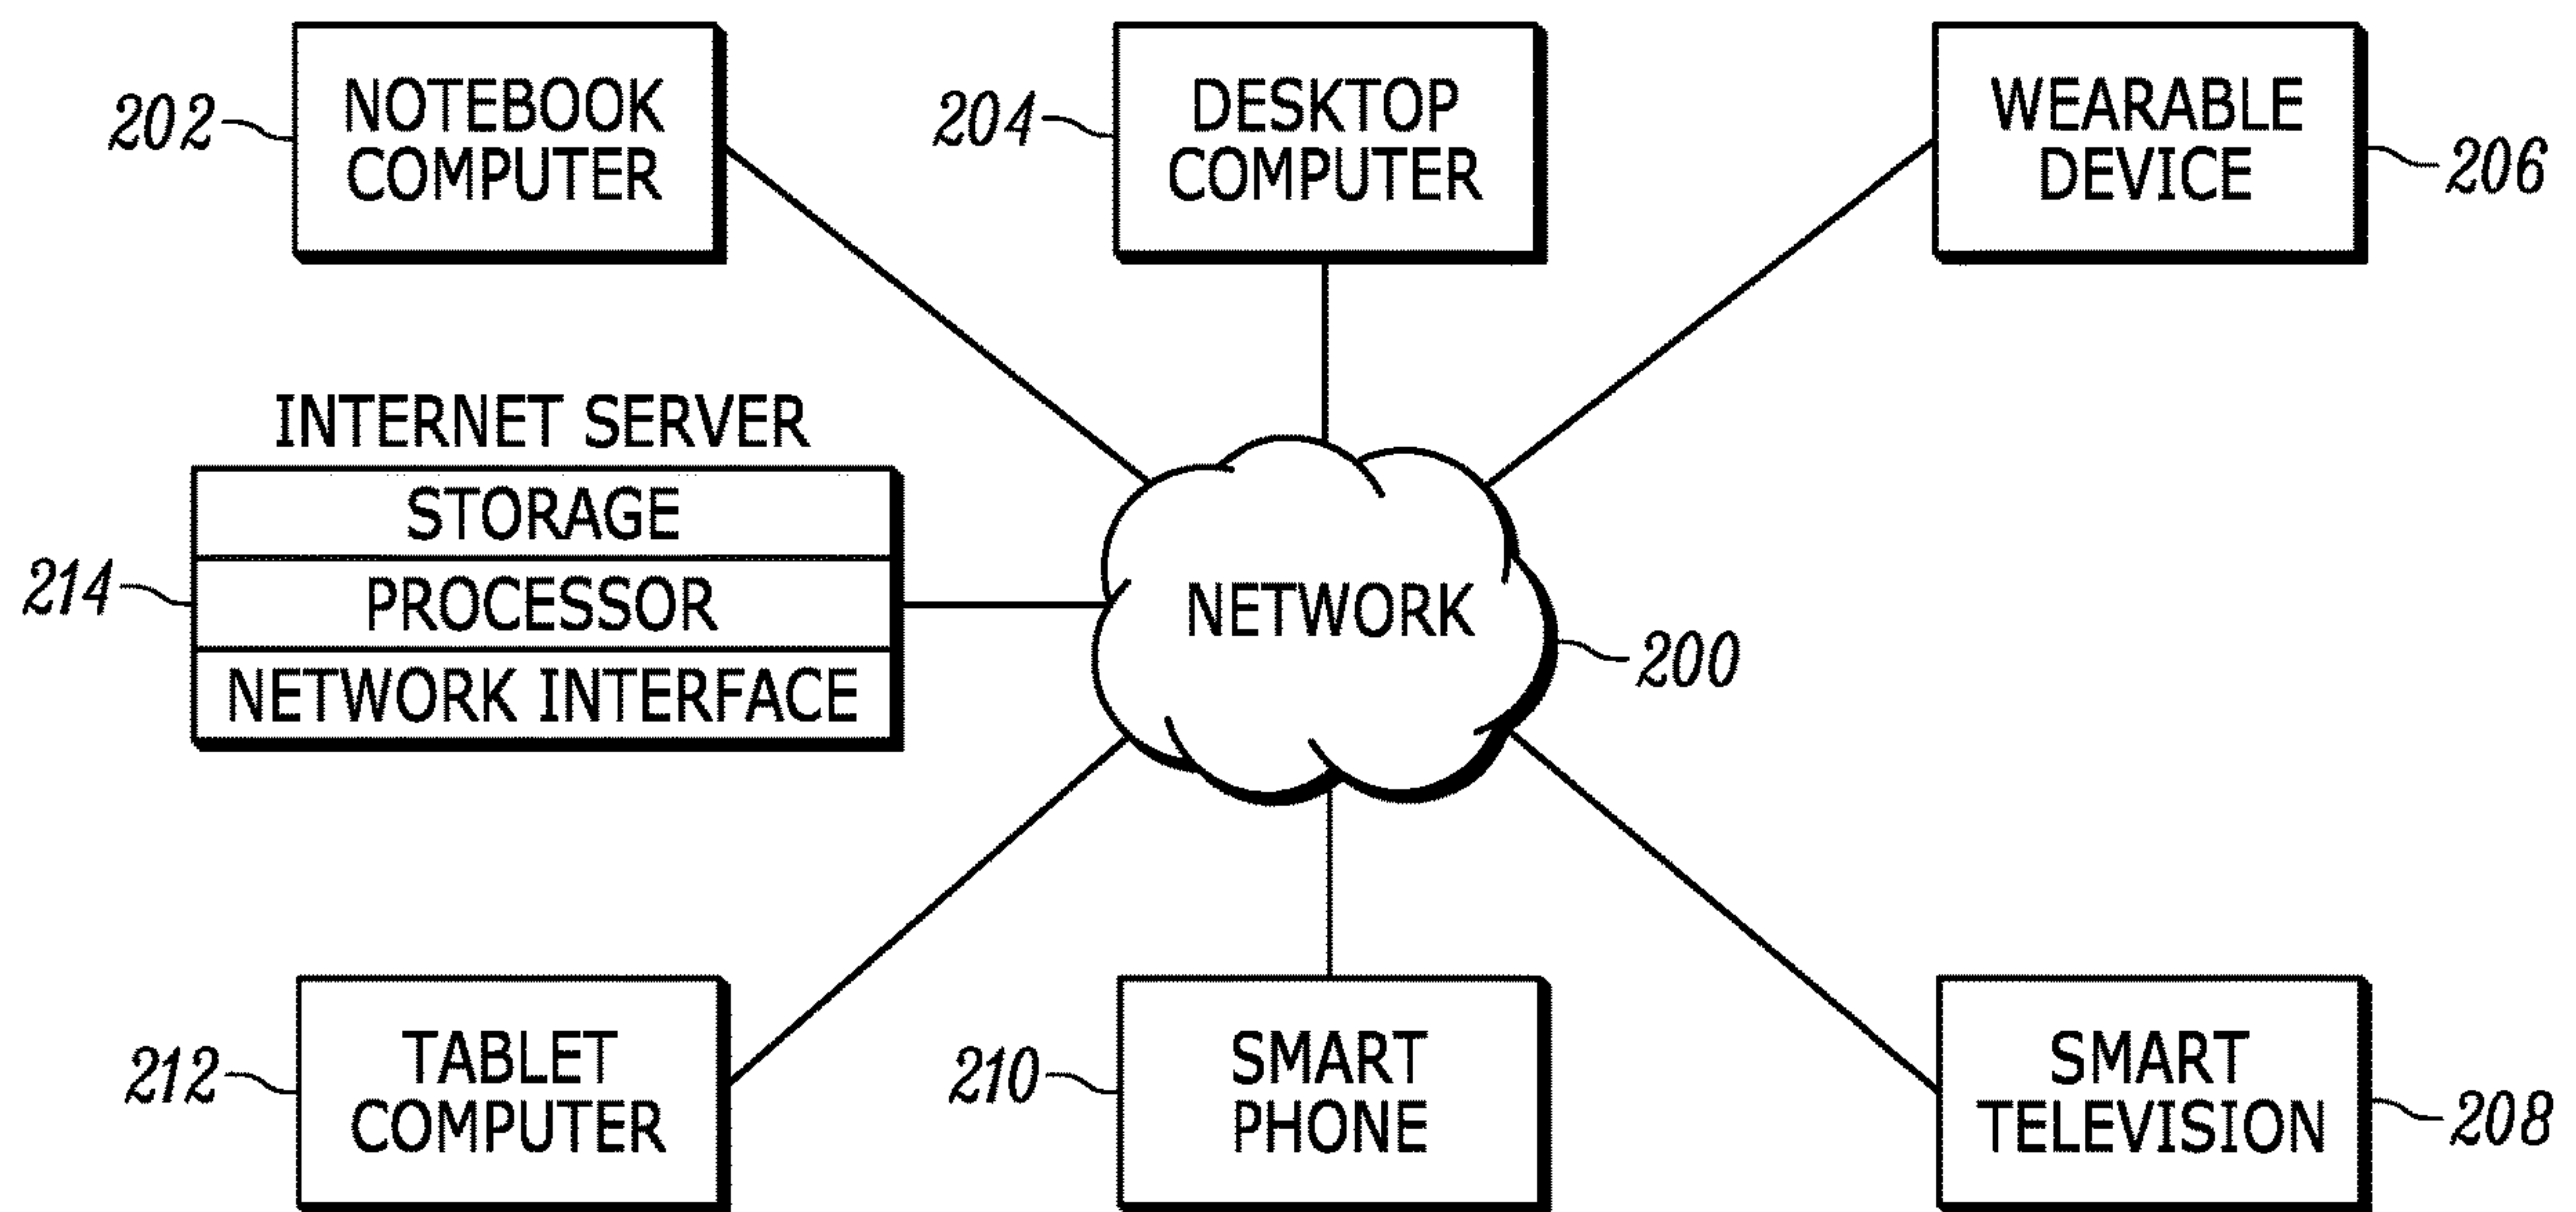 202
NOTEBOOK
COMPUTER
204
DESKTOP
COMPUTER
WEARABLE
DEVICE
206
INTERNET SERVER
214
STORAGE
PROCESSOR
NETWORK INTERFACE
NETWORK
200
212
TABLET
COMPUTER
210
SMART
PHONE
SMART
TELEVISION
208